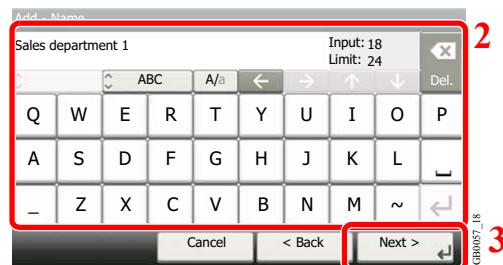 Add - Name
Sales department 1
Input: 18
Limit: 24
2
ABC A/a ← → ↑ ↓ Del.
Q W E R T Y U I O P
A S D F G H J K L
_ Z X C V B N M ~
Cancel < Back Next >
3
GB0057_18